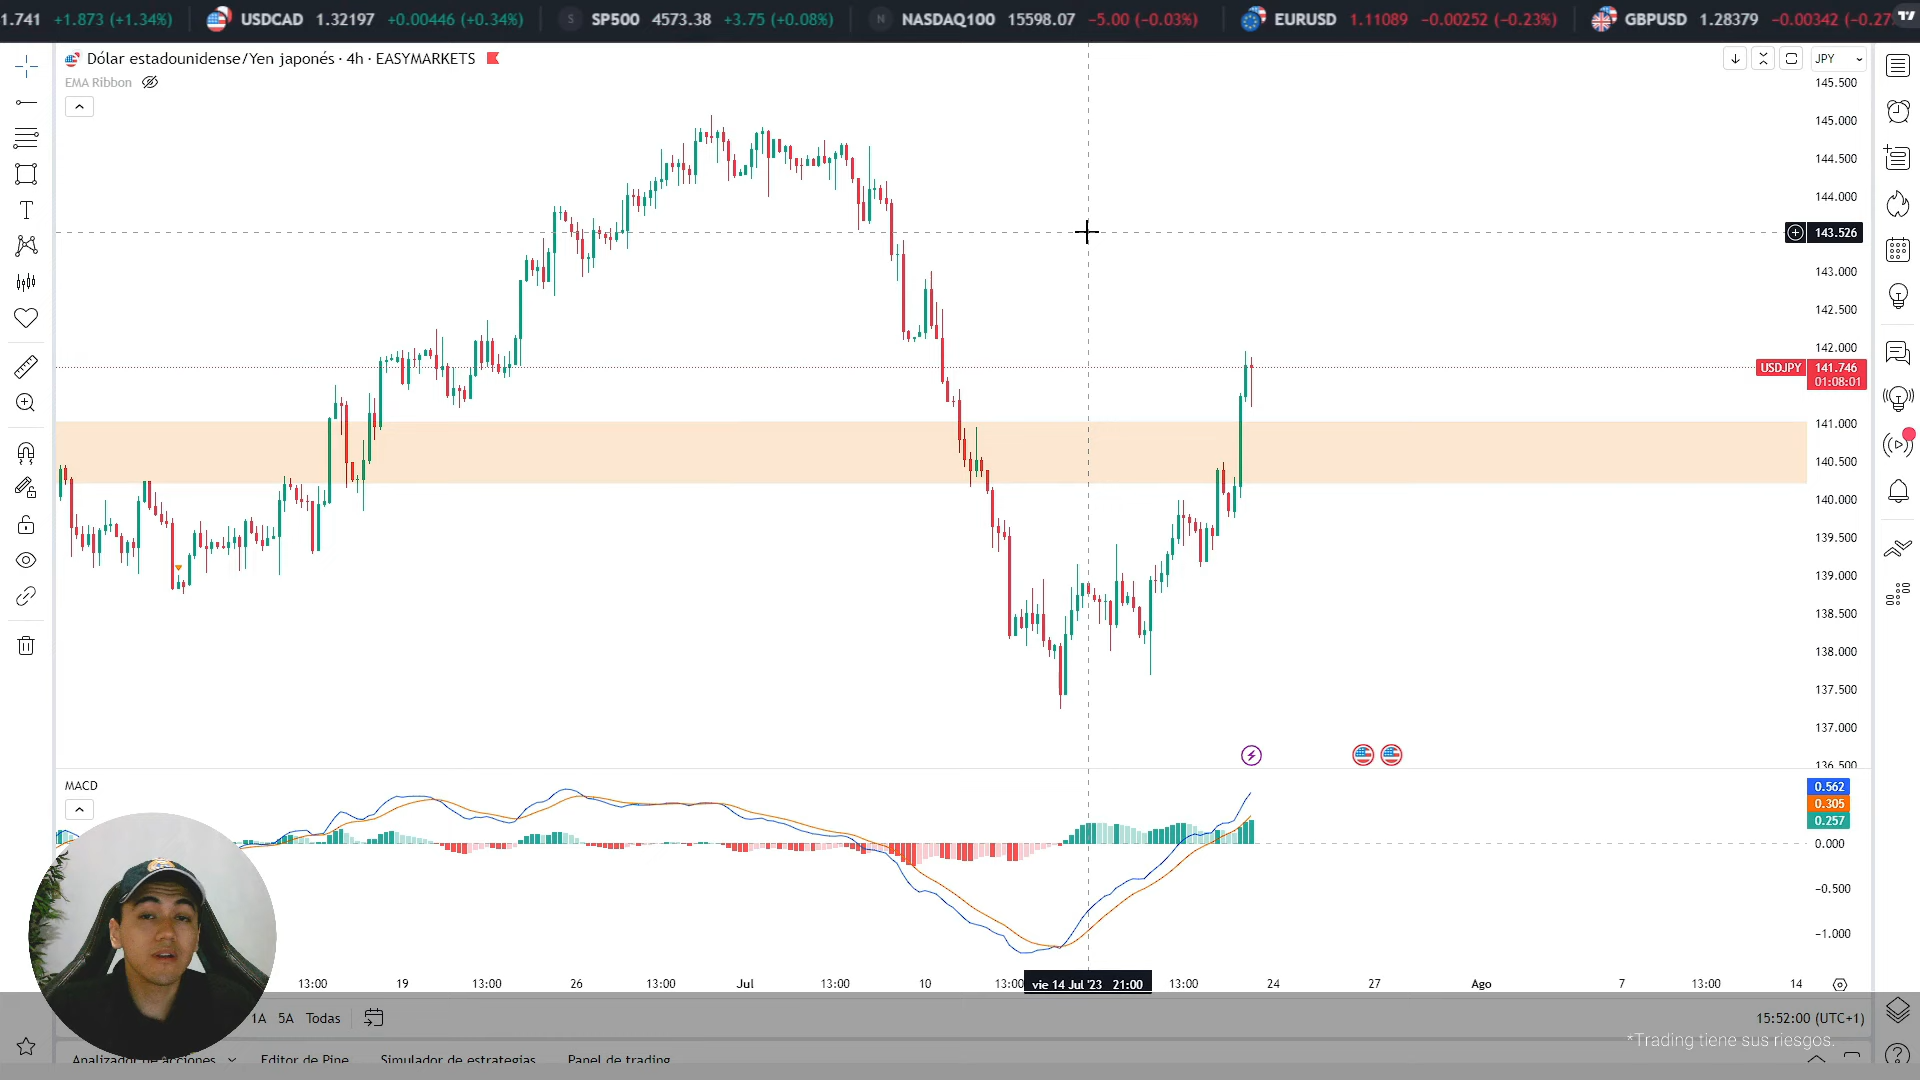 1.741 +1.873 (+1.34%) USDCAD 1.32197 +0.00446 (+0.34%) S SP500 4573.38 +3.75 (+0.08%) N NASDAQ100 15598.07 −5.00 (−0.03%) EURUSD 1.11089 −0.00252 (−0.23%) GBPUSD 1.28379 −0.00342 (−0.27
Dólar estadounidense/Yen japonés · 4h · EASYMARKETS
JPY
EMA Ribbon
145.500
145.000
144.500
144.000
143.526
143.000
142.500
142.000
USDJPY 141.746
01:08:01
141.000
140.500
140.000
139.500
139.000
138.500
138.000
137.500
137.000
136.500
MACD
0.562
0.305
0.257
0.000
−0.500
−1.000
13:00 19 13:00 26 13:00 Jul 13:00 10 13:00 vie 14 Jul '23 21:00 13:00 24 27 Ago 7 13:00 14
1A 5A Todas
15:52:00 (UTC+1)
*Trading tiene sus riesgos.
Analizador de acciones Editor de Pine Simulador de estrategias Panel de trading